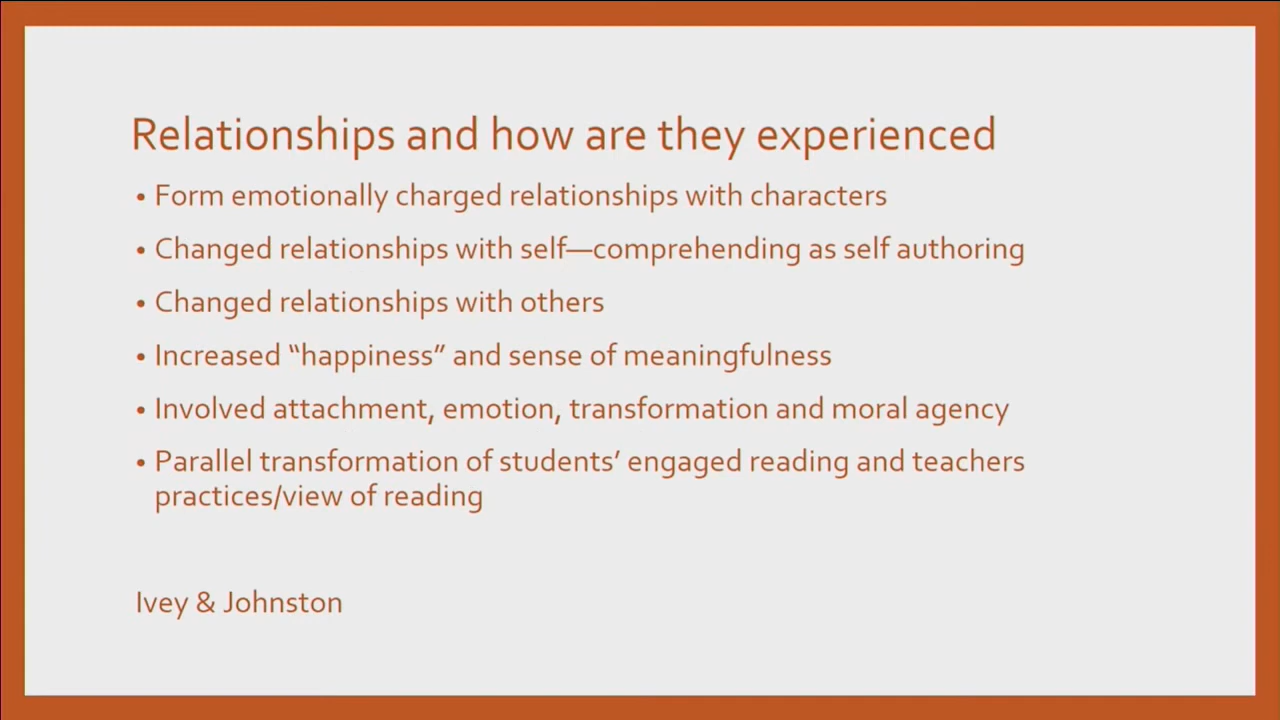 Relationships and how are they experienced
• Form emotionally charged relationships with characters
• Changed relationships with self—comprehending as self authoring
• Changed relationships with others
• Increased “happiness” and sense of meaningfulness
• Involved attachment, emotion, transformation and moral agency
• Parallel transformation of students’ engaged reading and teachers
practices/view of reading
Ivey & Johnston